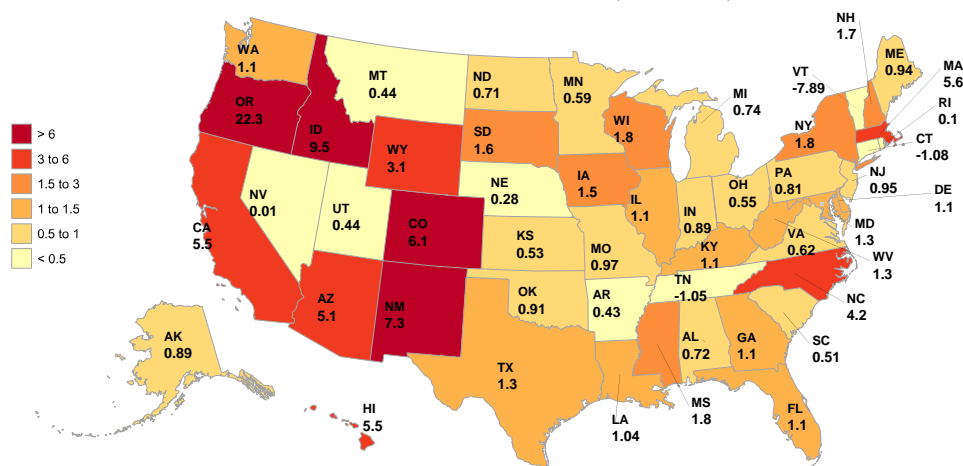 NH
1.7
WA
1.1
ME
0.94
MA
5.6
VT
-7.89
MT
0.44
ND
0.71
MN
0.59
MI
0.74
RI
0.1
OR
22.3
ID
9.5
WI
1.8
NY
1.8
CT
-1.08
> 6
3 to 6
1.5 to 3
1 to 1.5
0.5 to 1
< 0.5
SD
1.6
WY
3.1
IA
1.5
PA
0.81
NJ
0.95
NE
0.28
OH
0.55
DE
1.1
NV
0.01
UT
0.44
IL
1.1
IN
0.89
CO
6.1
CA
5.5
KS
0.53
MO
0.97
KY
1.1
VA
0.62
MD
1.3
WV
1.3
TN
-1.05
NC
4.2
AZ
5.1
NM
7.3
OK
0.91
AR
0.43
SC
0.51
AK
0.89
AL
0.72
GA
1.1
TX
1.3
MS
1.8
LA
1.04
FL
1.1
HI
5.5